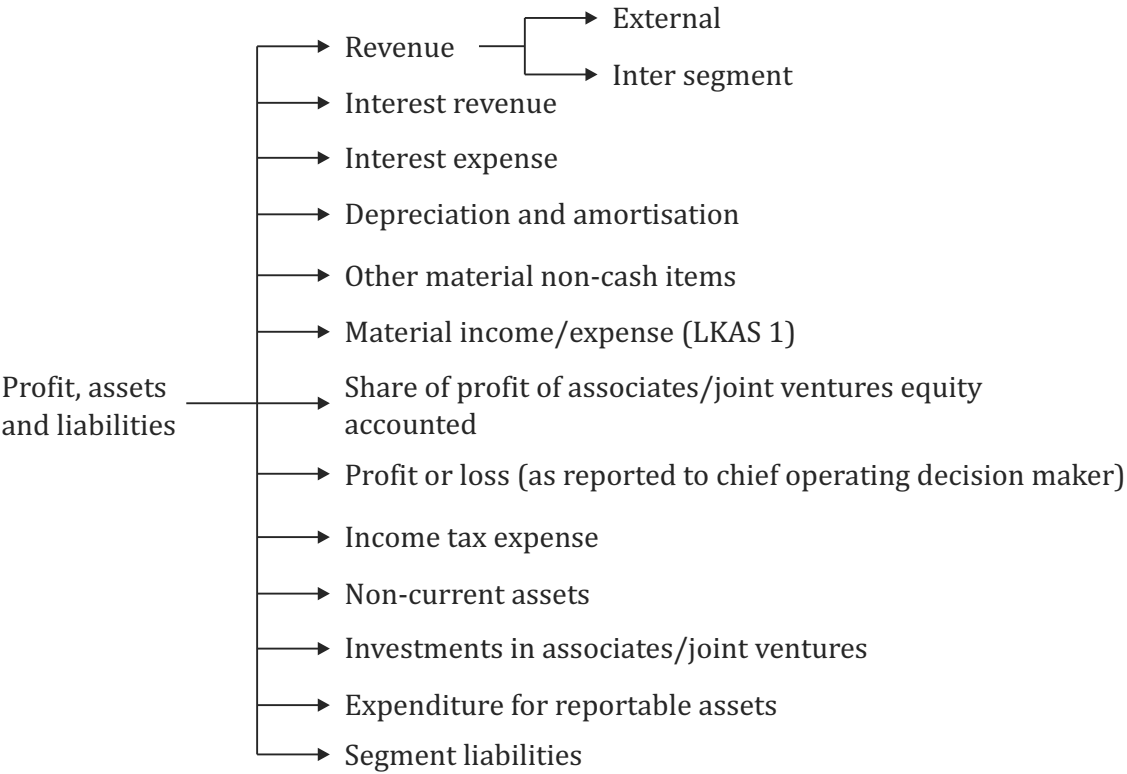 External
Revenue
Inter segment
Interest revenue
Interest expense
Depreciation and amortisation
Other material non-cash items
Material income/expense (LKAS 1)
Profit, assets
and liabilities
Share of profit of associates/joint ventures equity
accounted
Profit or loss (as reported to chief operating decision maker)
Income tax expense
Non-current assets
Investments in associates/joint ventures
Expenditure for reportable assets
Segment liabilities